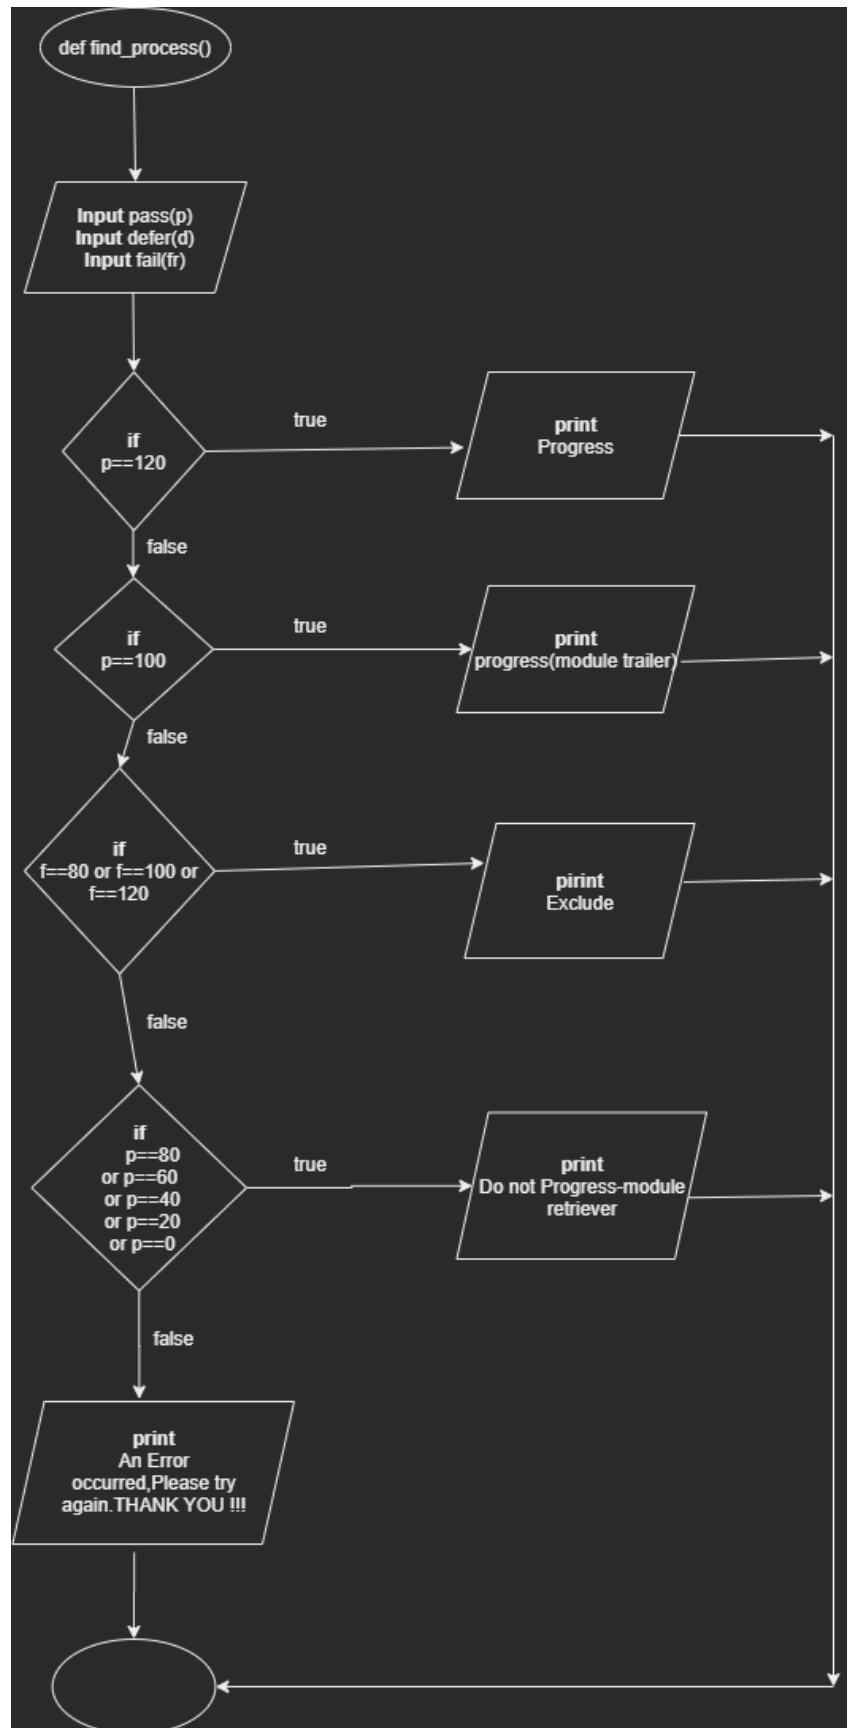 def find_process()
Input pass(p)
Input defer(d)
Input fail(fr)
if
p==120
true
print
Progress
false
if
p==100
true
print
progress(module trailer)
false
if
f==80 or f==100 or
f==120
true
pirint
Exclude
false
if
p==80
or p==60
or p==40
or p==20
or p==0
true
print
Do not Progress-module
retriever
false
print
An Error
occurred,Please try
again.THANK YOU !!!